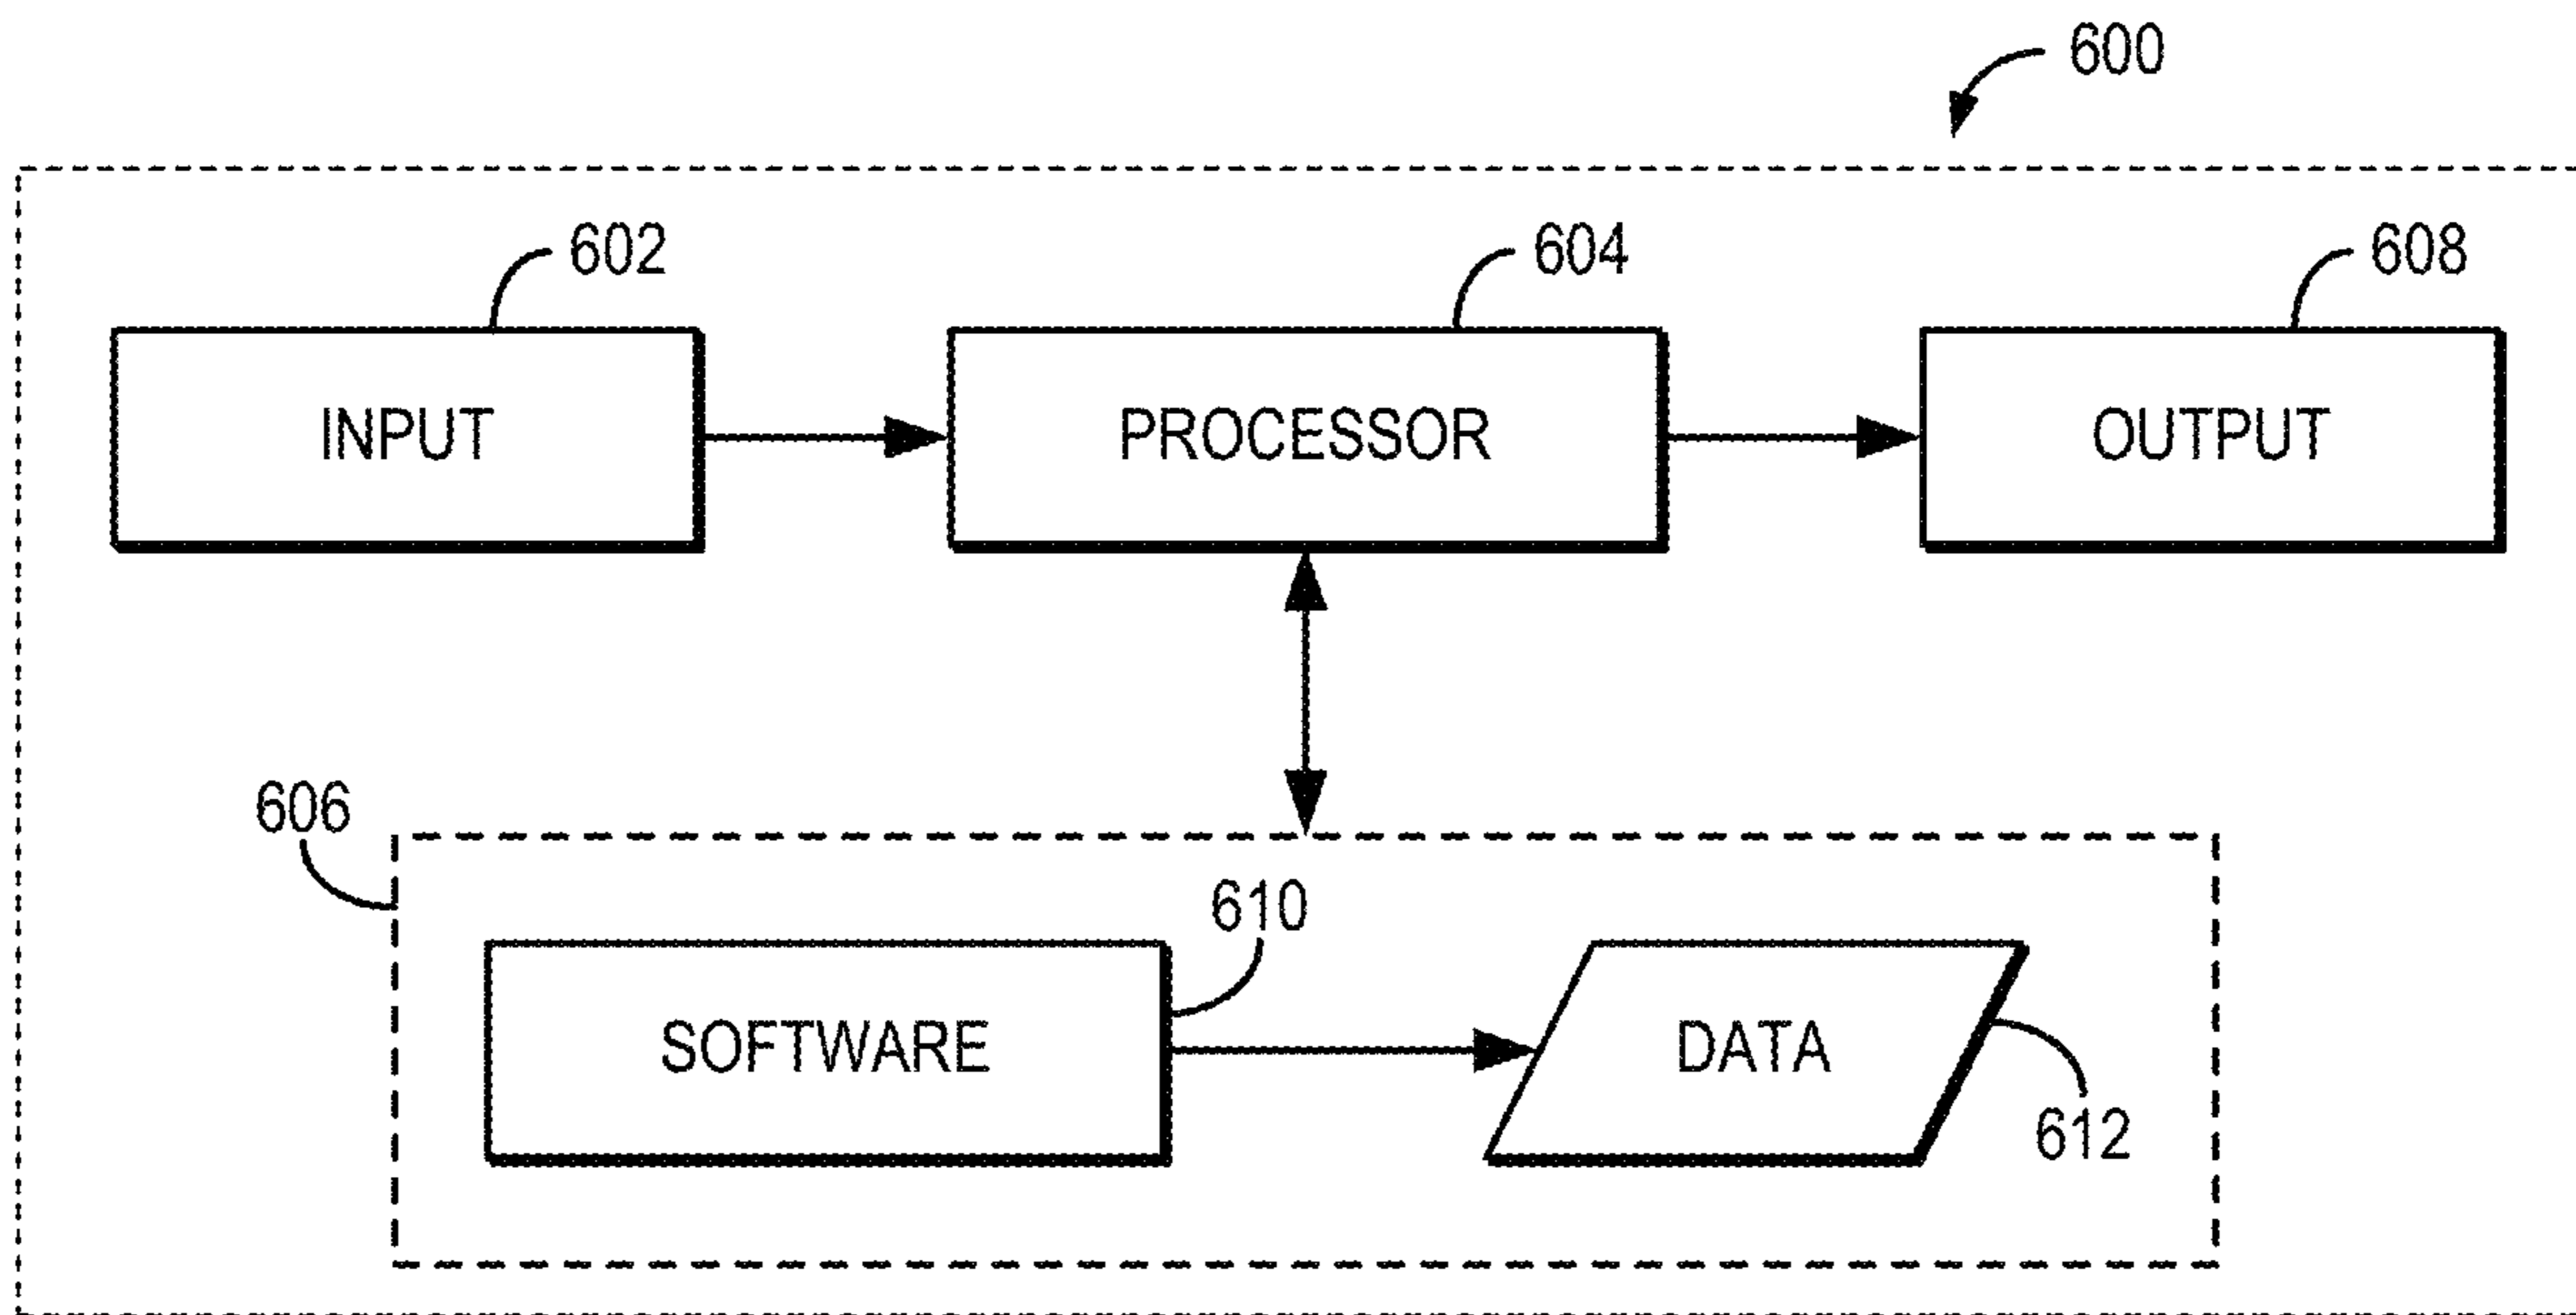 600
602
604
608
INPUT
PROCESSOR
OUTPUT
606
610
SOFTWARE
DATA
612